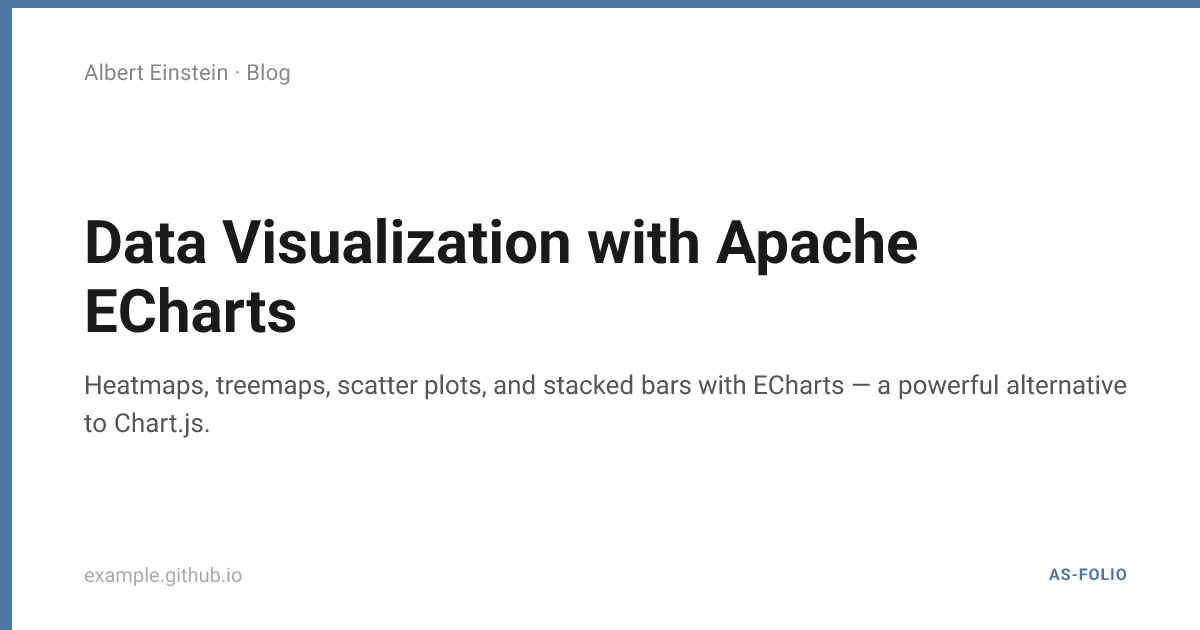 Albert Einstein · Blog
Data Visualization with Apache
ECharts
Heatmaps, treemaps, scatter plots, and stacked bars with ECharts — a powerful alternative
to Chart.js.
example.github.io
AS-FOLIO